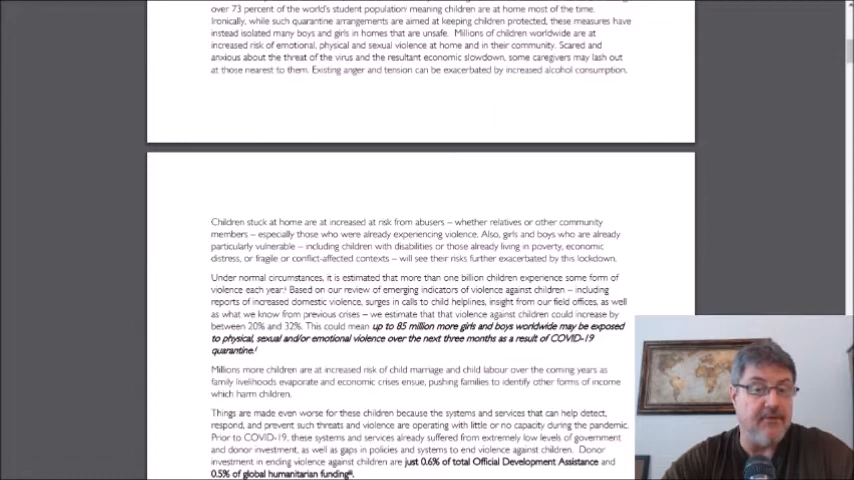 over 73 percent of the world's student population meaning children are at home most of the time.
Ironically, while such quarantine arrangements are aimed at keeping children protected, these measures have
instead isolated many boys and girls in homes that are unsafe. Millions of children worldwide are at
increased risk of emotional, physical and sexual violence at home and in their community. Scared and
anxious about the threat of the virus and the resultant economic slowdown, some caregivers may lash out
at those nearest to them. Existing anger and tension can be exacerbated by increased alcohol consumption.
Children stuck at home are at increased at risk from abusers – whether relatives or other community
members – especially those who were already experiencing violence. Also, girls and boys who are already
particularly vulnerable – including children with disabilities or those already living in poverty, economic
distress, or fragile or conflict-affected contexts – will see their risks further exacerbated by this lockdown.
Under normal circumstances, it is estimated that more than one billion children experience some form of
violence each year. Based on our review of emerging indicators of violence against children – including
reports of increased domestic violence, surges in calls to child helplines, insight from our field offices, as well
as what we know from previous crises – we estimate that that violence against children could increase by
between 20% and 32%. This could mean up to 85 million more girls and boys worldwide may be exposed
to physical, sexual and/or emotional violence over the next three months as a result of COVID-19
quarantine.
Millions more children are at increased risk of child marriage and child labour over the coming years as
family livelihoods evaporate and economic crises ensue, pushing families to identify other forms of income
which harm children.
Things are made even worse for these children because the systems and services that can help detect,
respond, and prevent such threats and violence are operating with little or no capacity during the pandemic.
Prior to COVID-19, these systems and services already suffered from extremely low levels of government
and donor investment, as well as gaps in policies and systems to end violence against children. Donor
investment in ending violence against children are just 0.6% of total Official Development Assistance and
0.5% of global humanitarian funding.